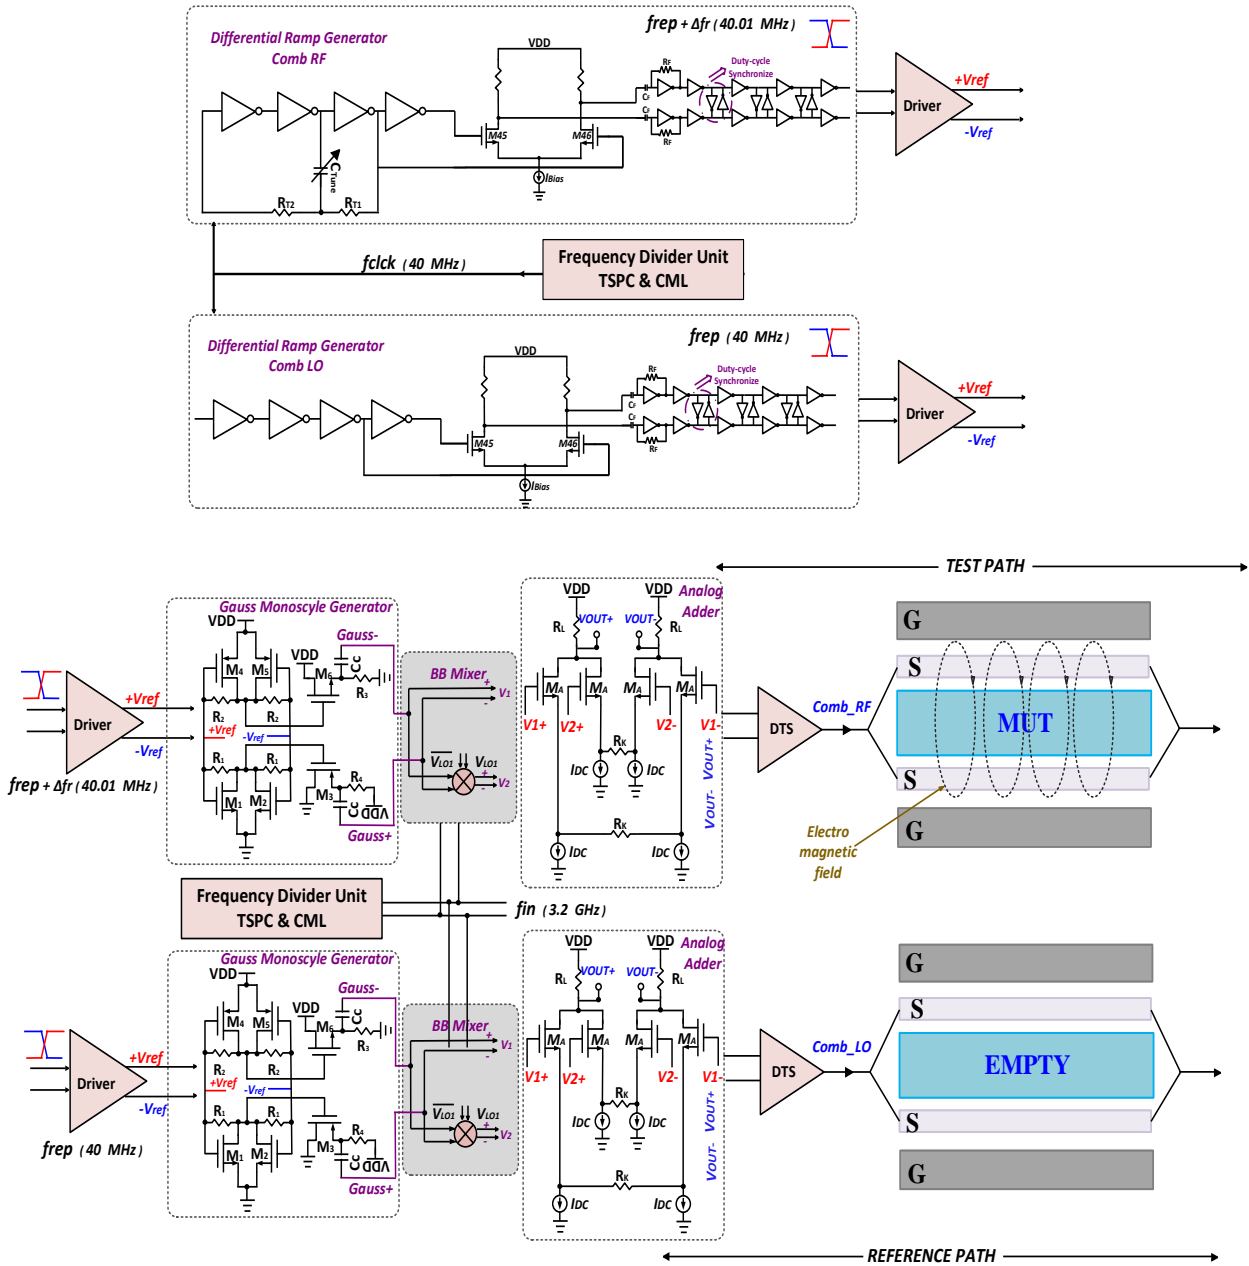 frep + Δfr ( 40.01 MHz )
Differential Ramp Generator
Comb RF
VDD
RF
Duty-cycle
Synchronize
CF
CF
RF
M45
M46
IBias
CTune
RT2
RT1
Driver
+Vref
-Vref
fclck ( 40 MHz )
Frequency Divider Unit
TSPC & CML
frep ( 40 MHz )
Differential Ramp Generator
Comb LO
VDD
RF
Duty-cycle
Synchronize
CF
CF
RF
M45
M46
IBias
Driver
+Vref
-Vref
TEST PATH
Gauss Monoscyle Generator
VDD
M4
M5
VDD
M6
Cc
R3
Gauss-
R2
R2
+Vref
-Vref
R1
R1
M1
M2
M3
R4
Cc
VDD
Gauss+
Driver
+Vref
-Vref
frep + Δfr ( 40.01 MHz )
BB Mixer
+
V1
-
VLO1
VLO1
+
V2
-
Analog
Adder
VDD
VDD
VOUT+
VOUT-
RL
RL
MA
MA
MA
MA
V1+
V2+
V2-
V1-
RK
IDC
IDC
RK
IDC
IDC
VOUT- VOUT+
DTS
Comb_RF
G
S
MUT
S
G
Electro
magnetic
field
Frequency Divider Unit
TSPC & CML
fin ( 3.2 GHz )
Gauss Monoscyle Generator
VDD
M4
M5
VDD
M6
Cc
R3
Gauss-
R2
R2
+Vref
-Vref
R1
R1
M1
M2
M3
R4
Cc
VDD
Gauss+
Driver
+Vref
-Vref
frep ( 40 MHz )
BB Mixer
+
V1
-
VLO1
VLO1
+
V2
-
Analog
Adder
VDD
VDD
VOUT+
VOUT-
RL
RL
MA
MA
MA
MA
V1+
V2+
V2-
V1-
RK
IDC
IDC
RK
IDC
IDC
VOUT- VOUT+
DTS
Comb_LO
G
S
EMPTY
S
G
REFERENCE PATH